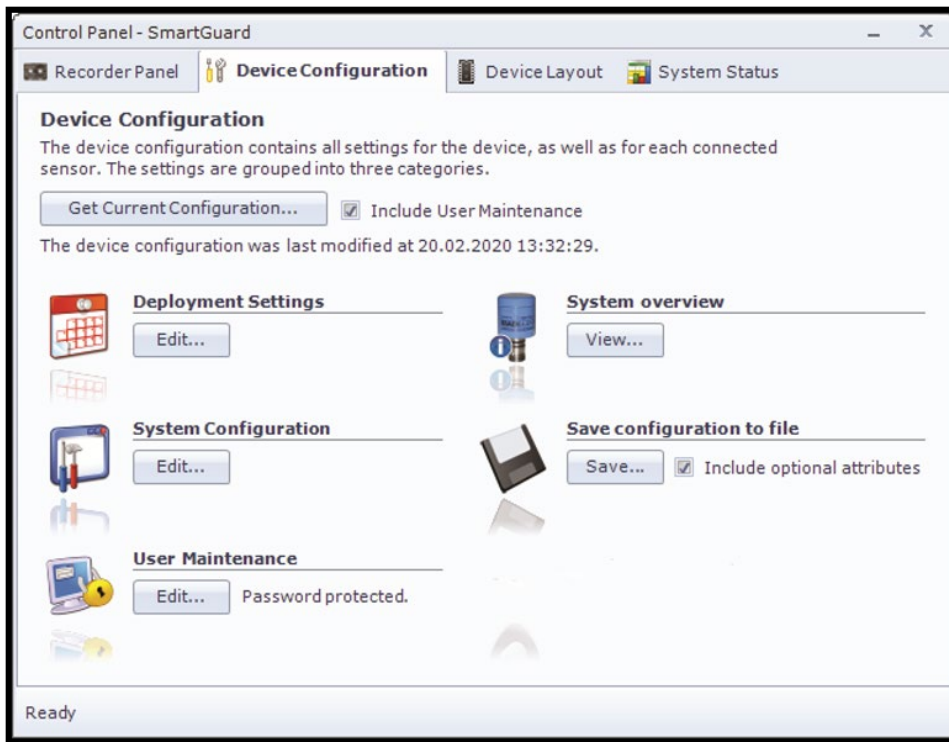 Control Panel - SmartGuard
Recorder Panel Device Configuration Device Layout System Status
Device Configuration
The device configuration contains all settings for the device, as well as for each connected
sensor. The settings are grouped into three categories.
Get Current Configuration... Include User Maintenance
The device configuration was last modified at 20.02.2020 13:32:29.
Deployment Settings
Edit...
System overview
View...
System Configuration
Edit...
Save configuration to file
Save... Include optional attributes
User Maintenance
Edit... Password protected.
Ready